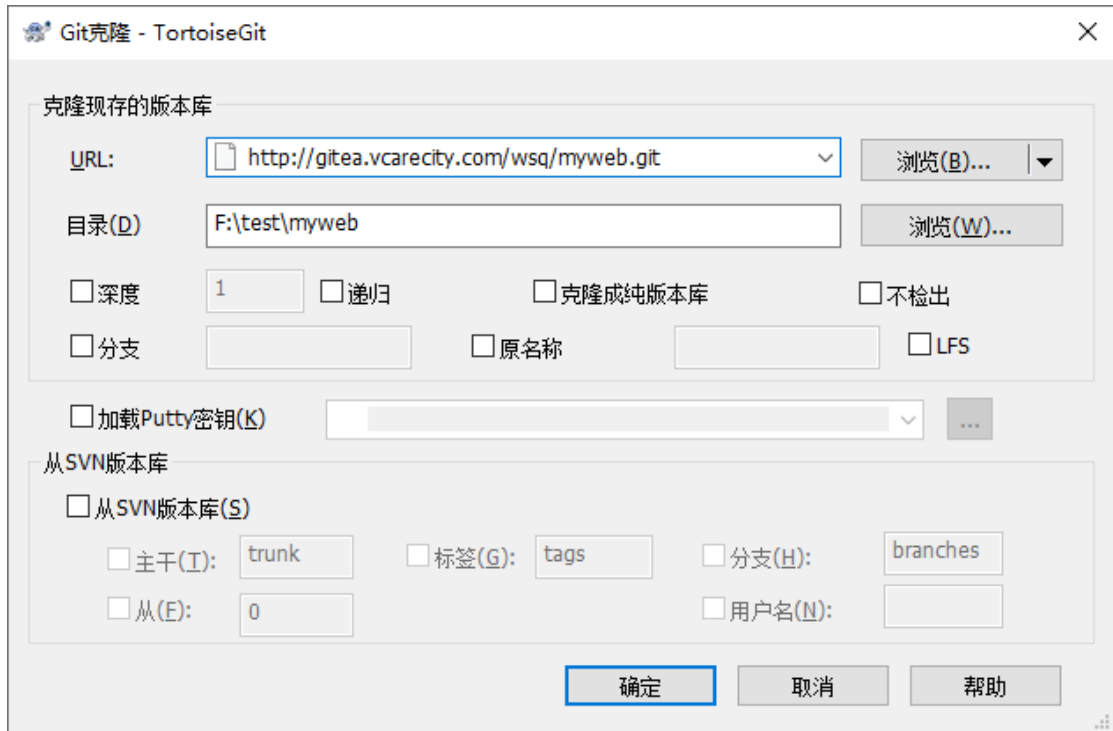 Git克隆 - TortoiseGit
克隆现存的版本库
URL: http://gitea.vcarecity.com/wsq/myweb.git 浏览(B)...
目录(D) F:\test\myweb 浏览(W)...
深度 1 递归 克隆成纯版本库 不检出
分支 原名称 LFS
加载Putty密钥(K) ...
从SVN版本库
从SVN版本库(S)
主干(T): trunk 标签(G): tags 分支(H): branches
从(F): 0 用户名(N):
确定 取消 帮助